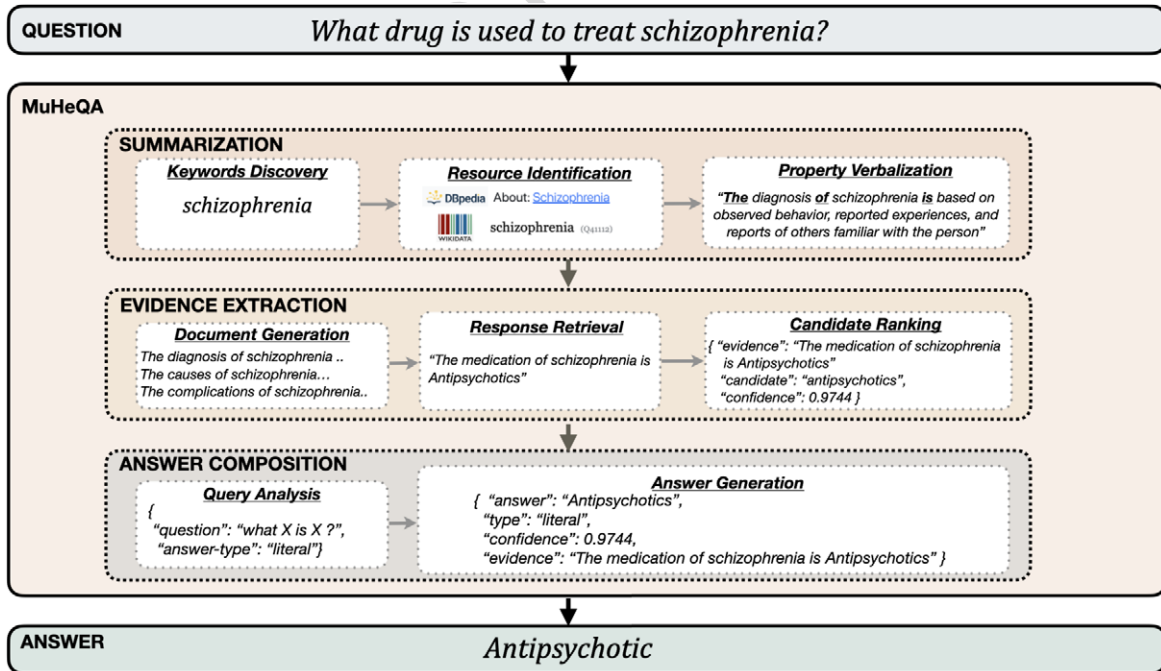 QUESTION
What drug is used to treat schizophrenia?
MuHeQA
SUMMARIZATION
Keywords Discovery
schizophrenia
Resource Identification
DBpedia About: Schizophrenia
WIKIDATA schizophrenia (Q41112)
Property Verbalization
“The diagnosis of schizophrenia is based on
observed behavior, reported experiences, and
reports of others familiar with the person”
EVIDENCE EXTRACTION
Document Generation
The diagnosis of schizophrenia ..
The causes of schizophrenia…
The complications of schizophrenia..
Response Retrieval
“The medication of schizophrenia is
Antipsychotics”
Candidate Ranking
{ “evidence”: “The medication of schizophrenia
is Antipsychotics”
“candidate”: “antipsychotics”,
“confidence”: 0.9744 }
ANSWER COMPOSITION
Query Analysis
{
“question”: “what X is X ?”,
“answer-type”: “literal”}
Answer Generation
{ “answer”: “Antipsychotics”,
“type”: “literal”,
“confidence”: 0.9744,
“evidence”: “The medication of schizophrenia is Antipsychotics” }
ANSWER
Antipsychotic